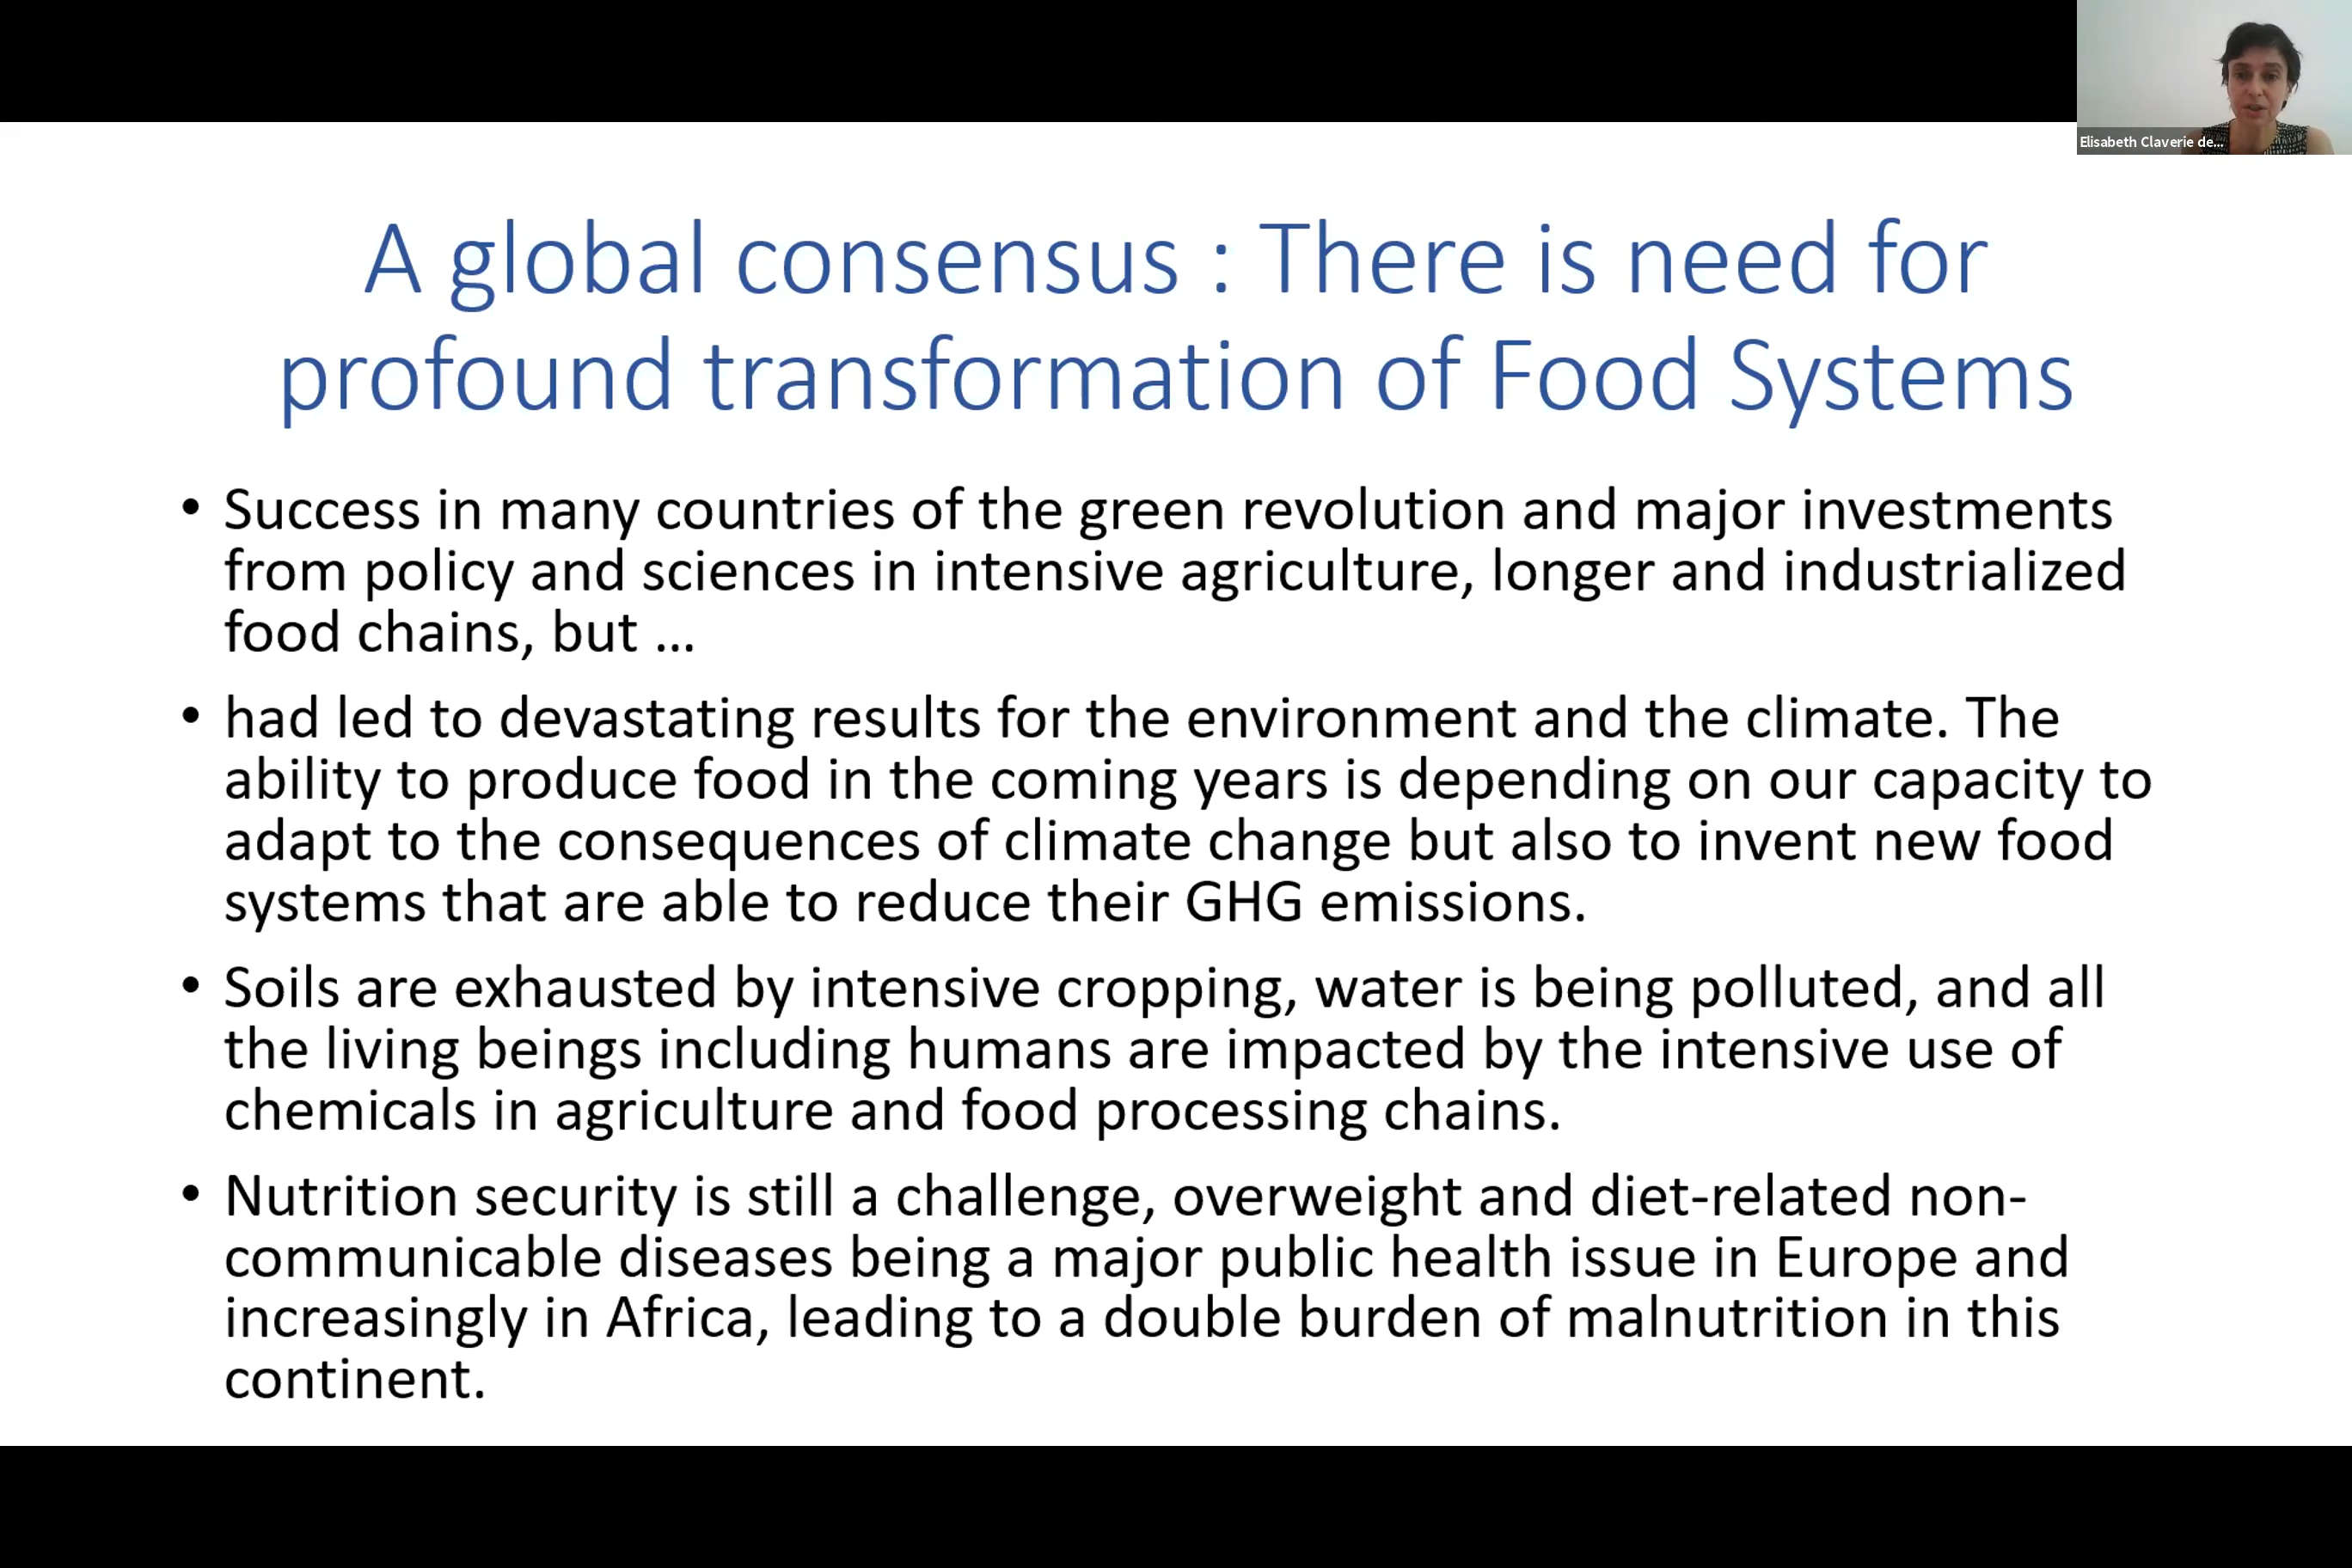 Elisabeth Claverie de...
A global consensus : There is need for
profound transformation of Food Systems
• Success in many countries of the green revolution and major investments
from policy and sciences in intensive agriculture, longer and industrialized
food chains, but ...
• had led to devastating results for the environment and the climate. The
ability to produce food in the coming years is depending on our capacity to
adapt to the consequences of climate change but also to invent new food
systems that are able to reduce their GHG emissions.
• Soils are exhausted by intensive cropping, water is being polluted, and all
the living beings including humans are impacted by the intensive use of
chemicals in agriculture and food processing chains.
• Nutrition security is still a challenge, overweight and diet-related non-
communicable diseases being a major public health issue in Europe and
increasingly in Africa, leading to a double burden of malnutrition in this
continent.